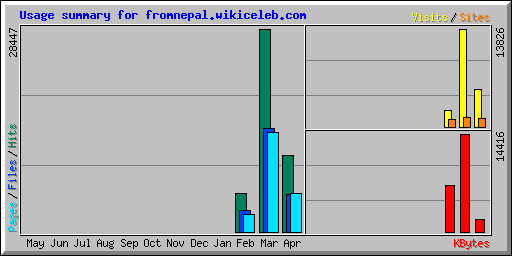 Usage summary for fromnepal.wikiceleb.com
Visits / Sites
28447
13826
14416
Pages / Files / Hits
May Jun Jul Aug Sep Oct Nov Dec Jan Feb Mar Apr
KBytes